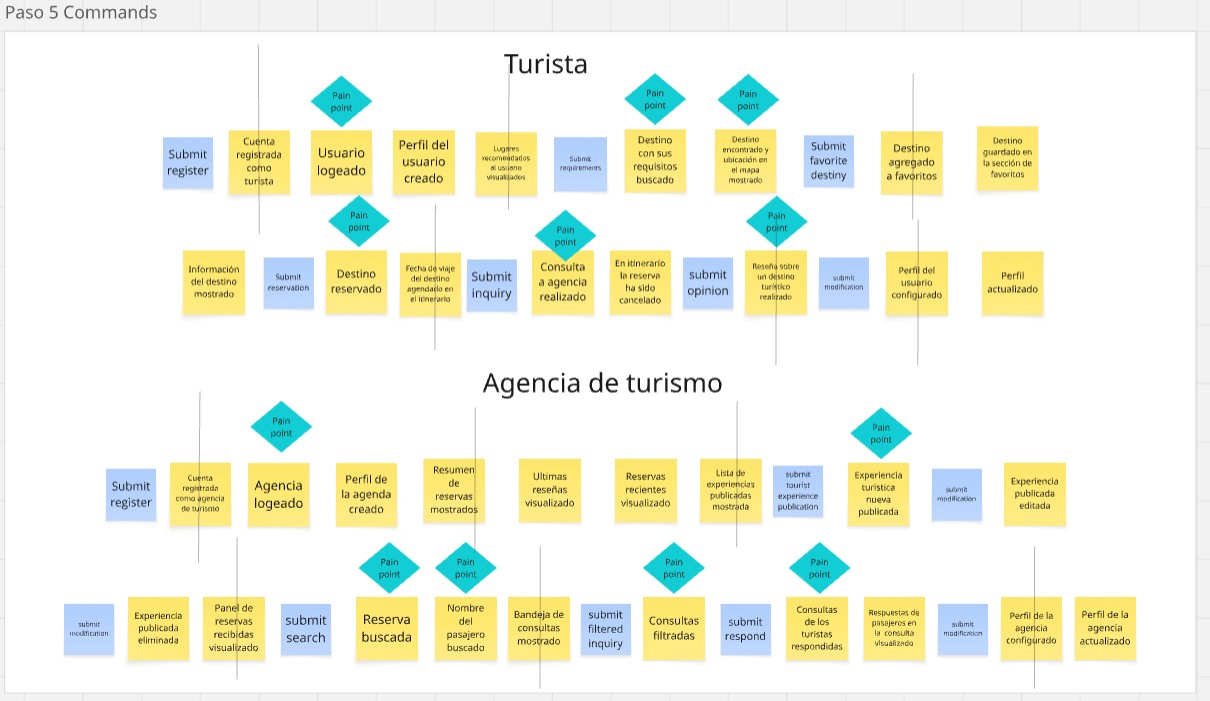 Paso 5 Commands
Turista
Pain
point
Pain
point
Pain
point
Submit
register
Cuenta
registrada
como
turista
Usuario
logeado
Perfil del
usuario
creado
Lugares
recomendados
al usuario
visualizados
Submit
requirements
Destino
con sus
requisitos
buscado
Destino
encontrado y
ubicación en
el mapa
mostrado
Submit
favorite
destiny
Destino
agregado
a favoritos
Destino
guardado en
la sección de
favoritos
Pain
point
Pain
point
Pain
point
Información
del destino
mostrado
Submit
reservation
Destino
reservado
Fecha de viaje
del destino
agendado en
el itinerario
Submit
inquiry
Consulta
a agencia
realizado
En itinerario
la reserva
ha sido
cancelado
submit
opinion
Reseña sobre
un destino
turístico
realizado
submit
modification
Perfil del
usuario
configurado
Perfil
actualizado
Agencia de turismo
Pain
point
Pain
point
Submit
register
Cuenta
registrada
como agencia
de turismo
Agencia
logeado
Perfil de
la agenda
creado
Resumen
de
reservas
mostrados
Ultimas
reseñas
visualizado
Reservas
recientes
visualizado
Lista de
experiencias
publicadas
mostrada
submit
tourist
experience
publication
Experiencia
turística
nueva
publicada
submit
modification
Experiencia
publicada
editada
Pain
point
Pain
point
Pain
point
Pain
point
submit
modification
Experiencia
publicada
eliminada
Panel de
reservas
recibidas
visualizado
submit
search
Reserva
buscada
Nombre
del
pasajero
buscado
Bandeja de
consultas
mostrado
submit
filtered
inquiry
Consultas
filtradas
submit
respond
Consultas
de los
turistas
respondidas
Respuestas de
pasajeros en
la consulta
visualizado
submit
modification
Perfil de la
agencia
configurado
Perfil de la
agencia
actualizado